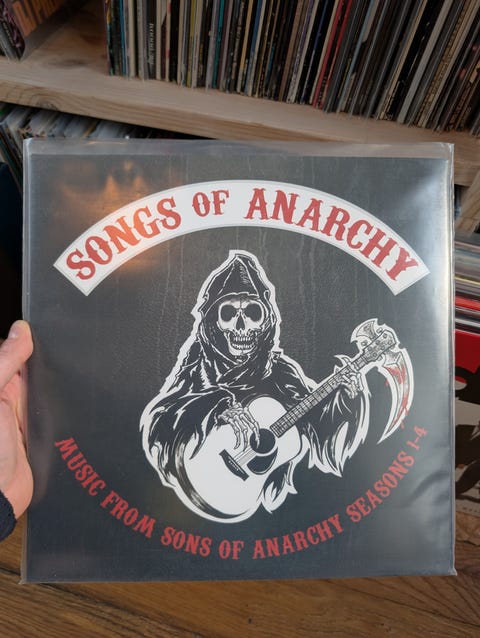 SONGS OF ANARCHY
MUSIC FROM SONS OF ANARCHY SEASONS 1-4